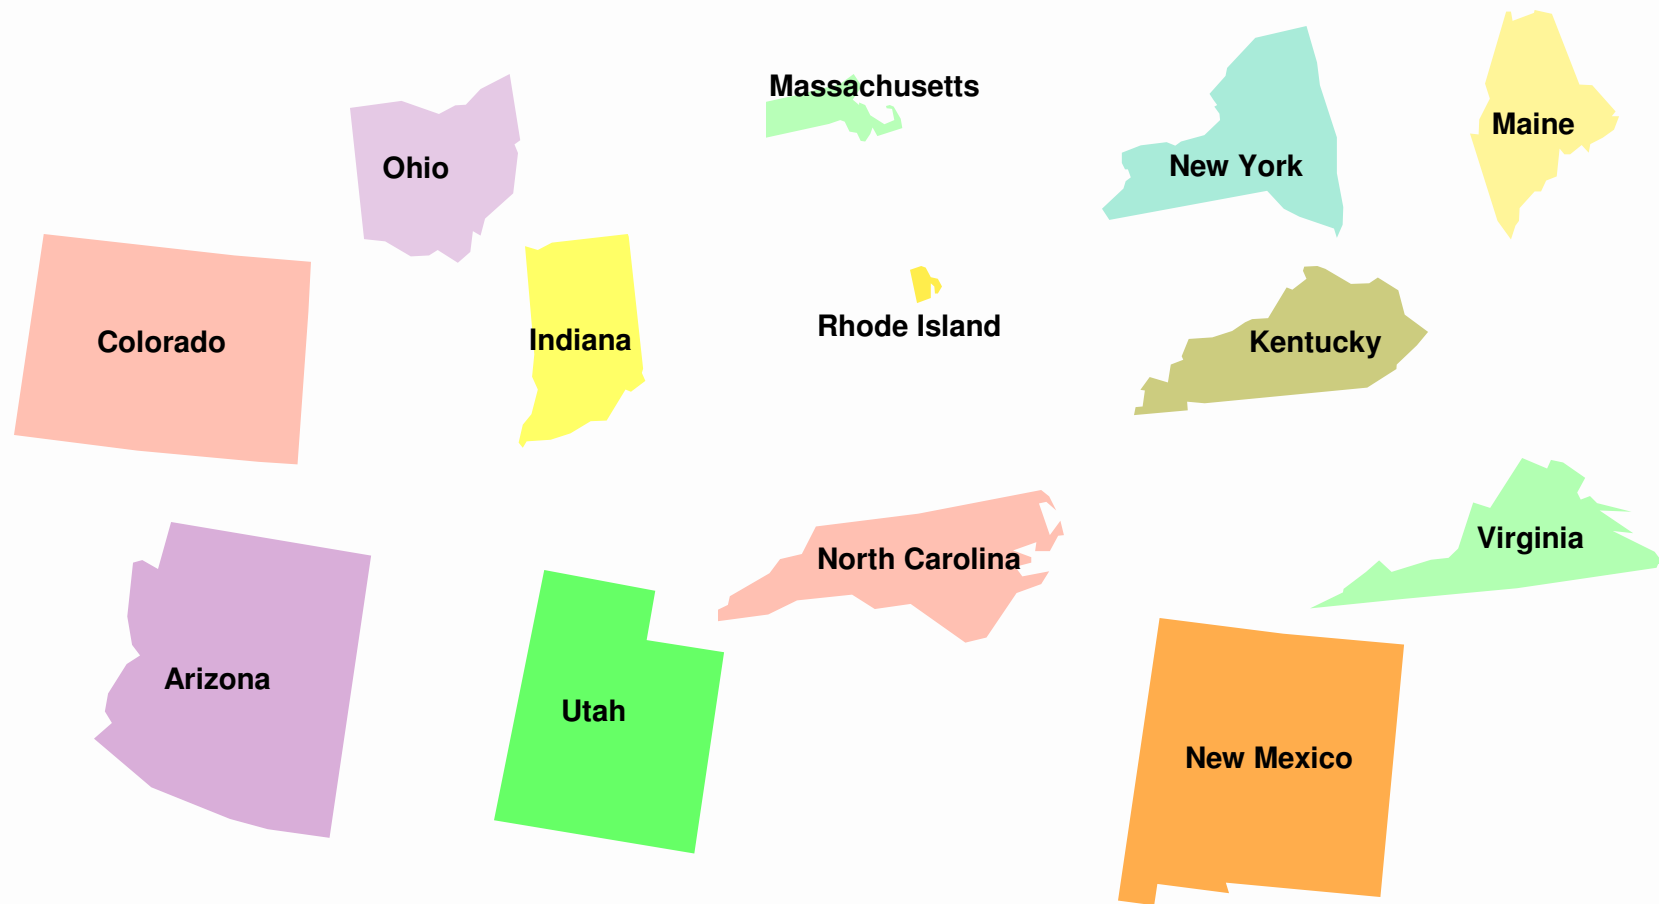 Massachusetts
Maine
Ohio
New York
Rhode Island
Colorado
Indiana
Kentucky
Virginia
North Carolina
Arizona
Utah
New Mexico